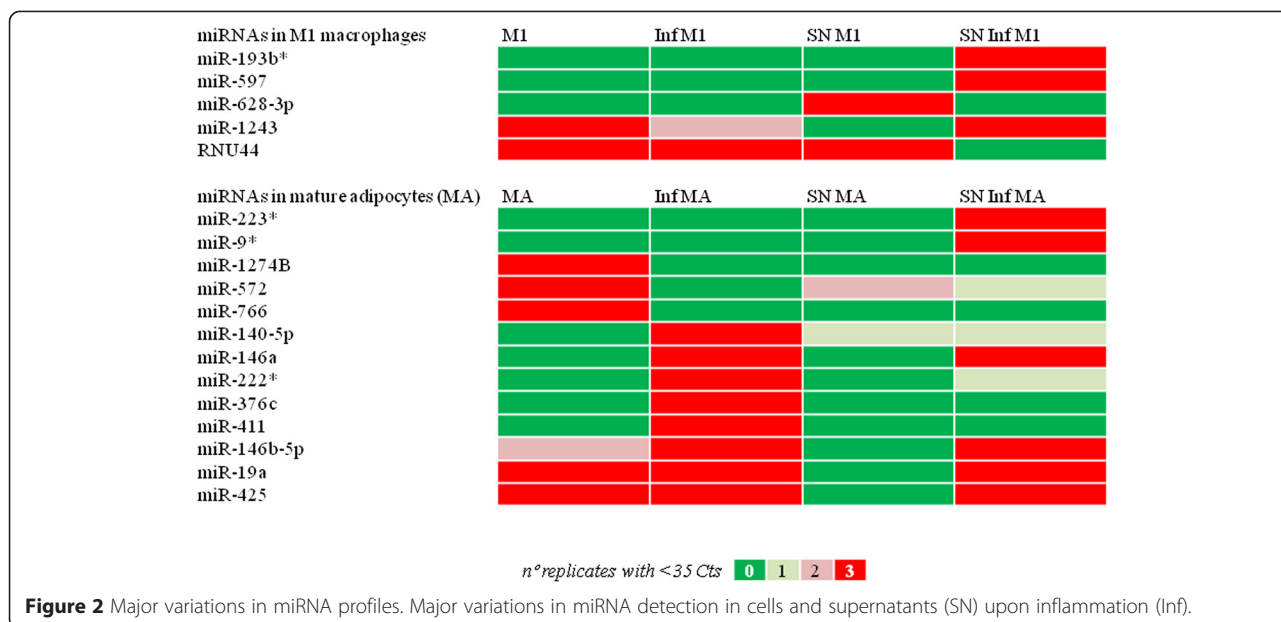 miRNAs in M1 macrophages M1 Inf M1 SN M1 SN Inf M1
miR-193b*
miR-597
miR-628-3p
miR-1243
RNU44
miRNAs in mature adipocytes (MA) MA Inf MA SN MA SN Inf MA
miR-223*
miR-9*
miR-1274B
miR-572
miR-766
miR-140-5p
miR-146a
miR-222*
miR-376c
miR-411
miR-146b-5p
miR-19a
miR-425
n° replicates with <35 Cts 0 1 2 3
Figure 2 Major variations in miRNA profiles. Major variations in miRNA detection in cells and supernatants (SN) upon inflammation (Inf).